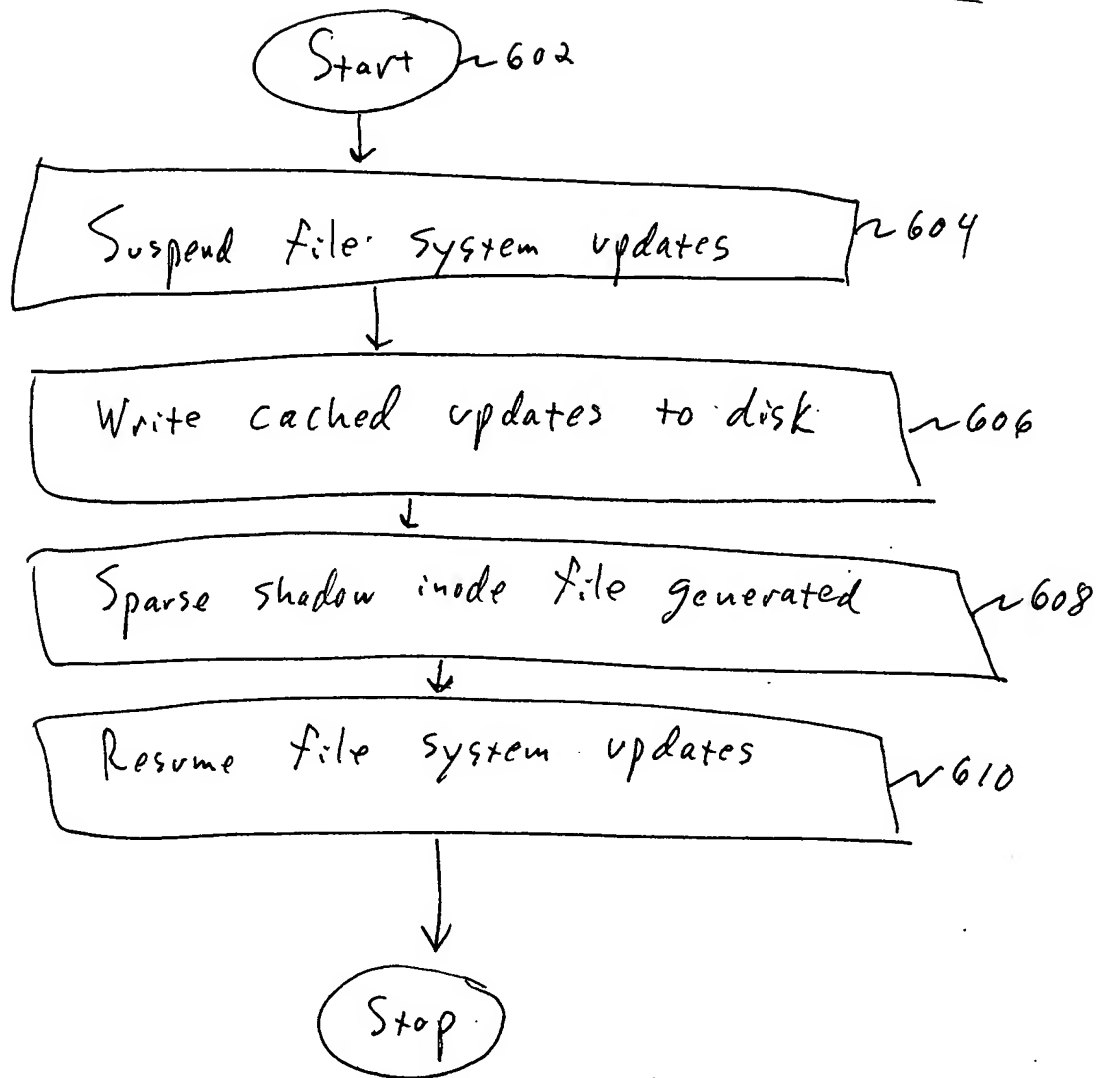 Start 602
Suspend file system updates 604
Write cached updates to disk 606
Sparse shadow inode file generated 608
Resume file system updates 610
Stop